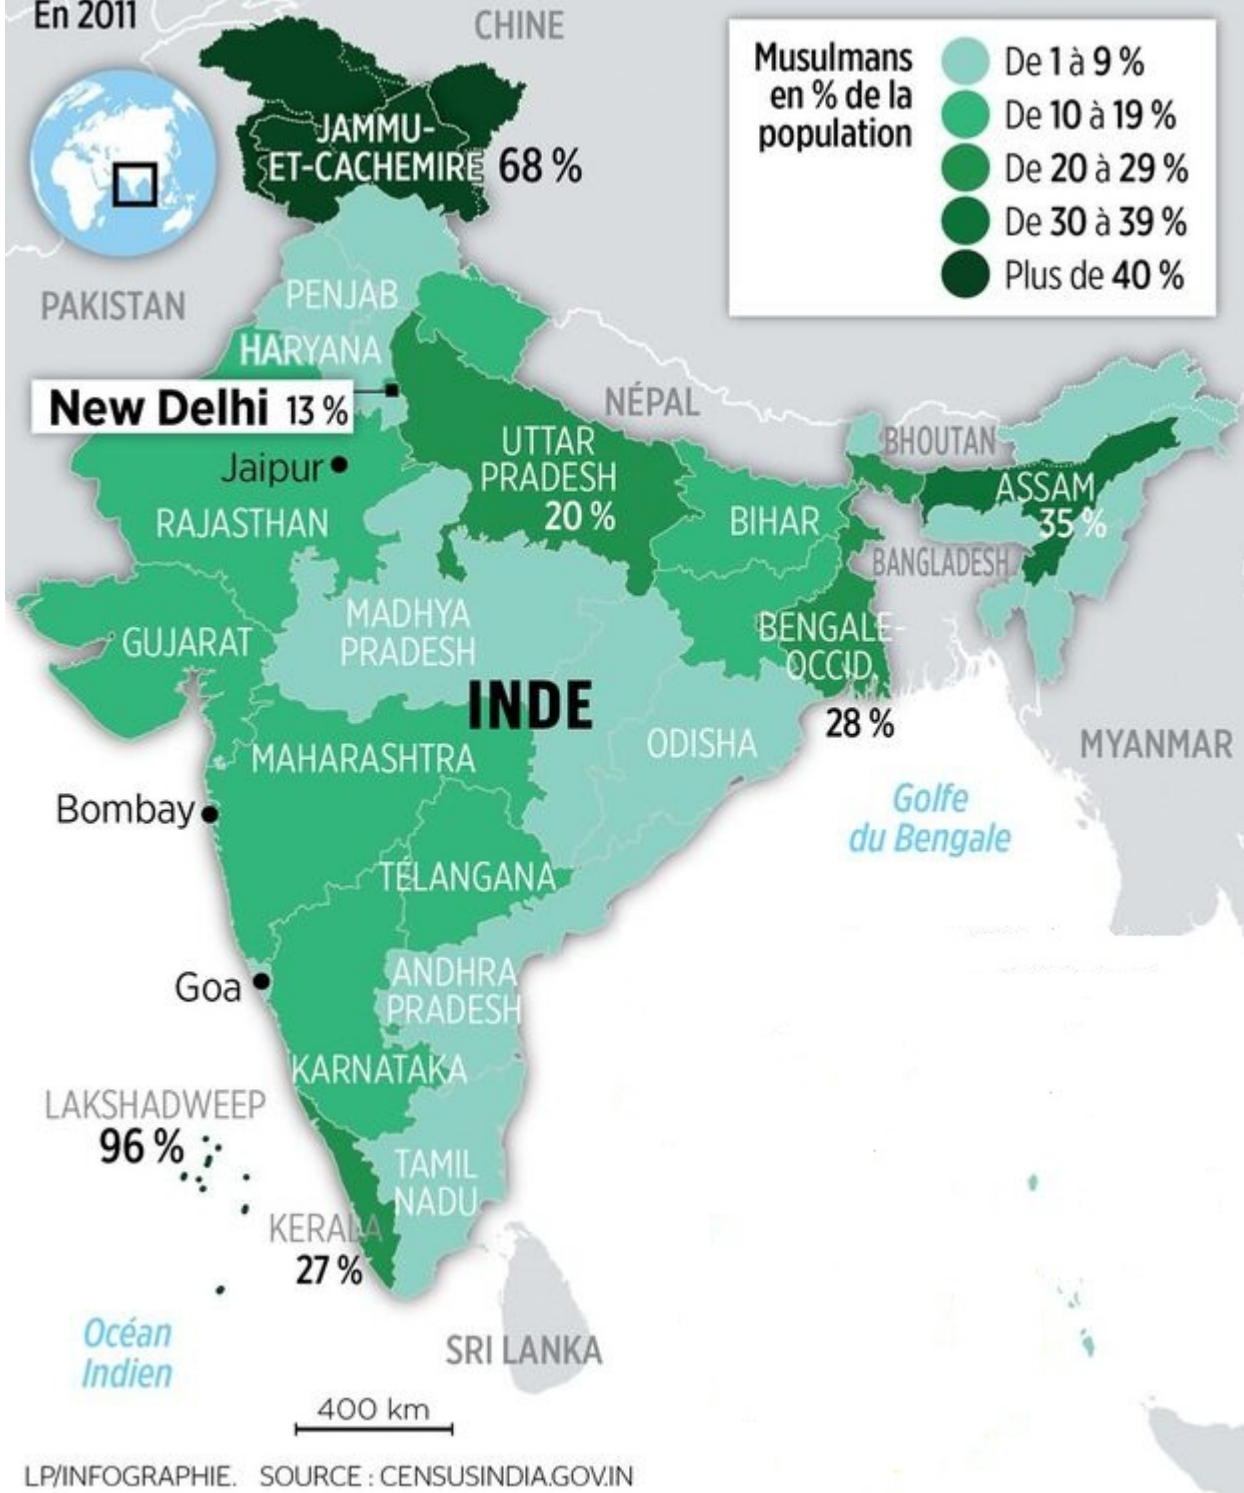 En 2011
CHINE
Musulmans
en % de la
population
De 1 à 9 %
De 10 à 19 %
De 20 à 29 %
De 30 à 39 %
Plus de 40 %
JAMMU-
ET-CACHEMIRE 68 %
PAKISTAN
PENJAB
HARYANA
New Delhi 13 %
NÉPAL
BHOUTAN
Jaipur
UTTAR
PRADESH
20 %
ASSAM
35 %
RAJASTHAN
BIHAR
BANGLADESH
GUJARAT
MADHYA
PRADESH
BENGALE-
OCCID.
28 %
INDE
ODISHA
MYANMAR
MAHARASHTRA
Bombay
Golfe
du Bengale
TÉLANGANA
Goa
ANDHRA
PRADESH
KARNATAKA
LAKSHADWEEP
96 %
TAMIL
NADU
KERALA
27 %
Océan
Indien
SRI LANKA
400 km
LP/INFOGRAPHIE. SOURCE : CENSUSINDIA.GOV.IN